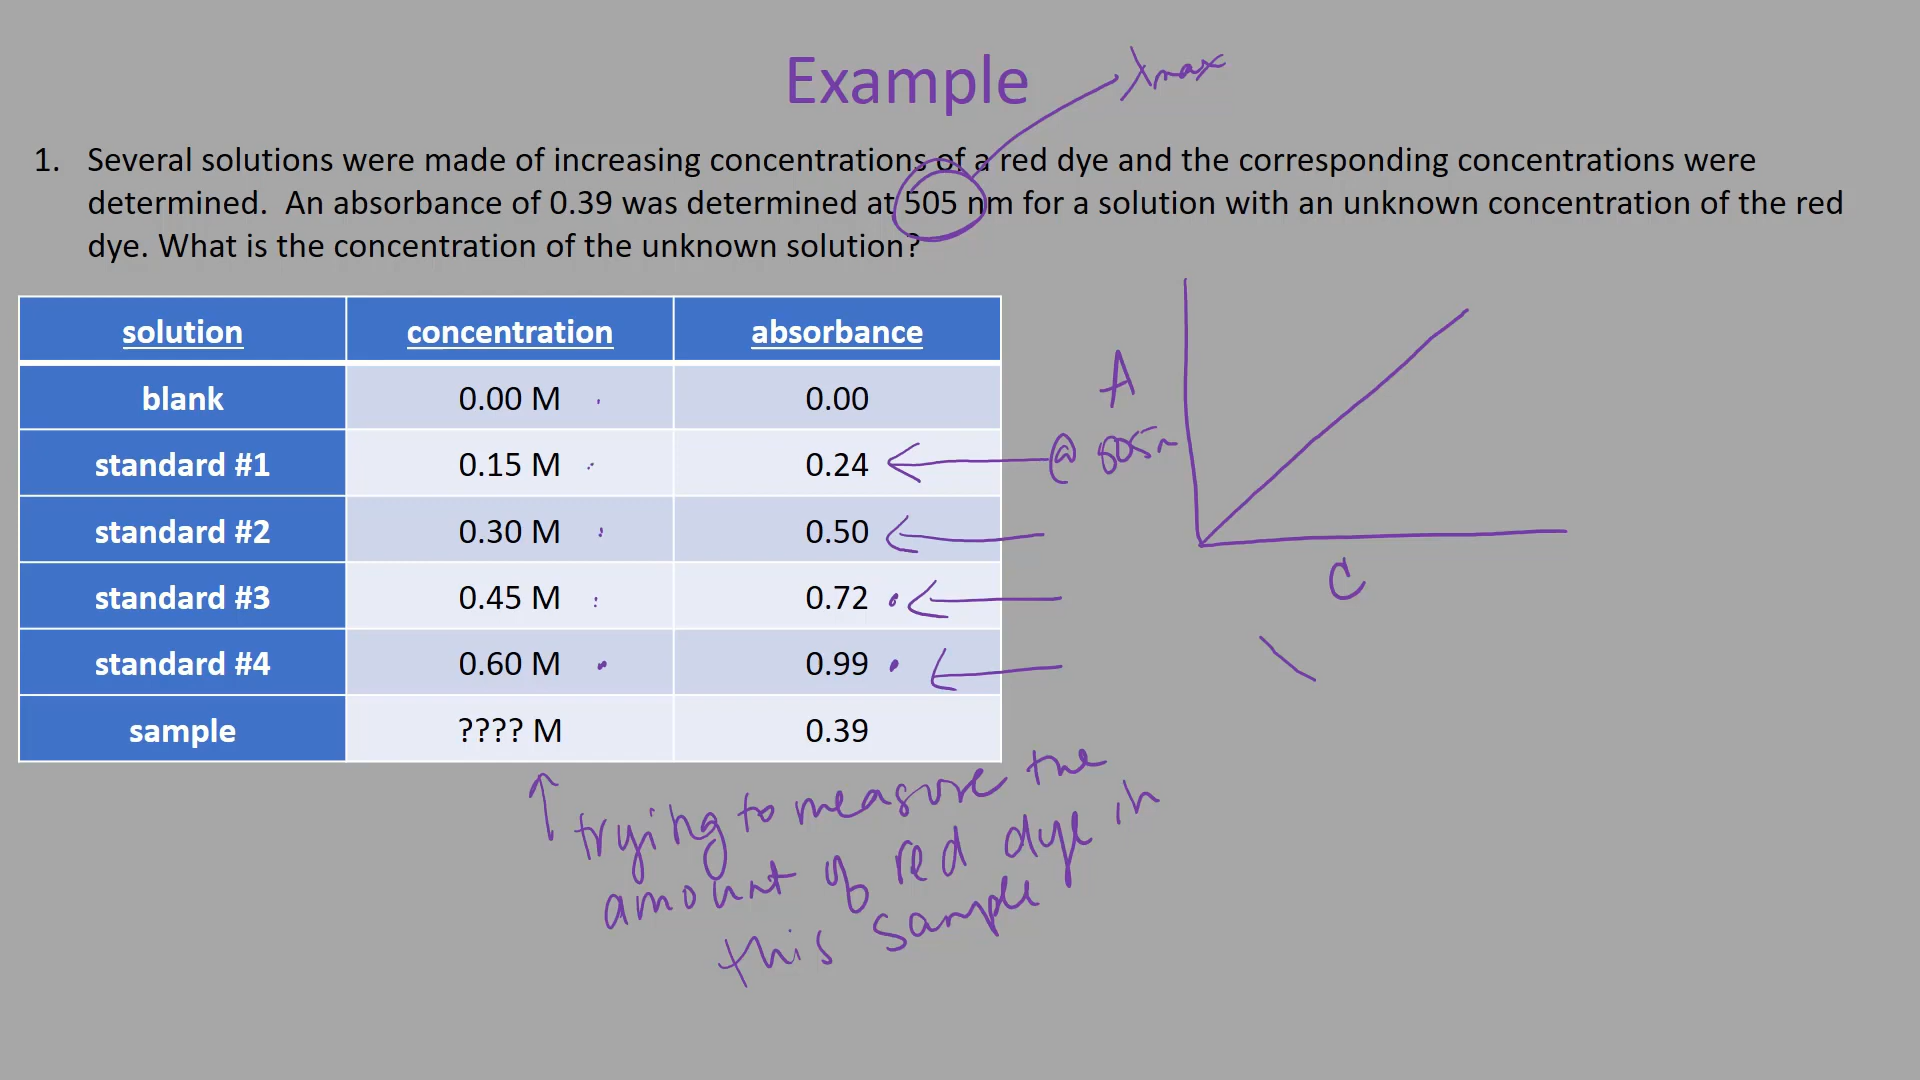 Example
λmax
1. Several solutions were made of increasing concentrations of a red dye and the corresponding concentrations were
determined. An absorbance of 0.39 was determined at 505 nm for a solution with an unknown concentration of the red
dye. What is the concentration of the unknown solution?
solution concentration absorbance
blank 0.00 M 0.00
standard #1 0.15 M 0.24
standard #2 0.30 M 0.50
standard #3 0.45 M 0.72
standard #4 0.60 M 0.99
sample ???? M 0.39
A
@ 505n
C
trying to measure the
amount of red dye in
this sample